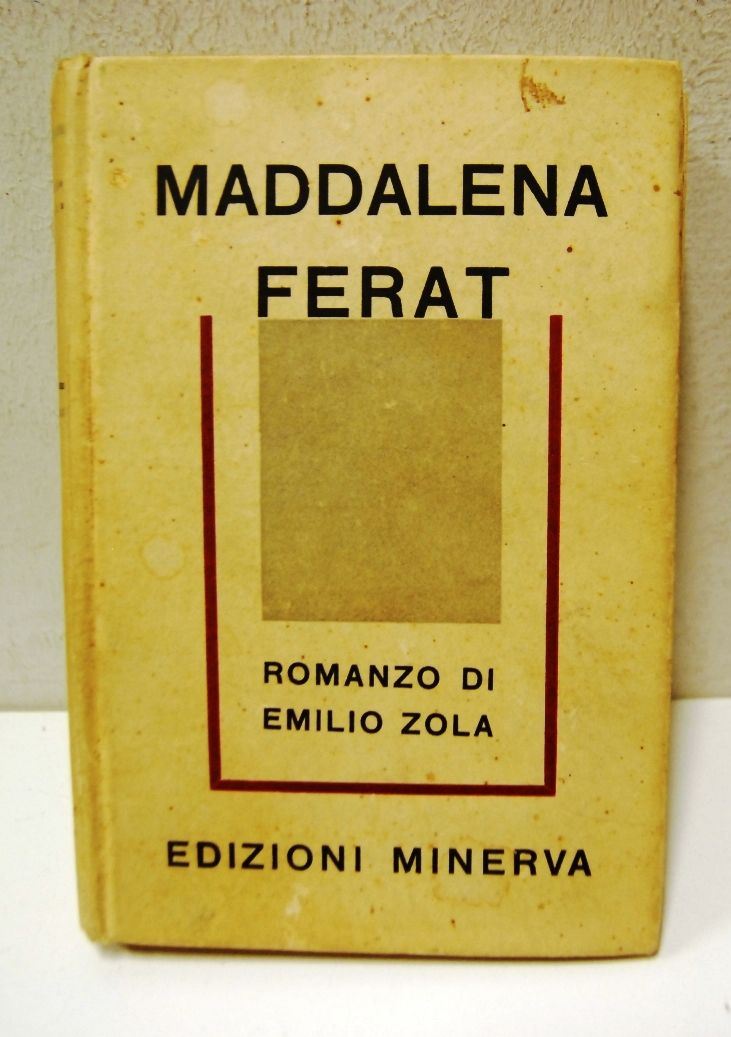 MADDALENA
FERAT
ROMANZO DI
EMILIO ZOLA
EDIZIONI MINERVA